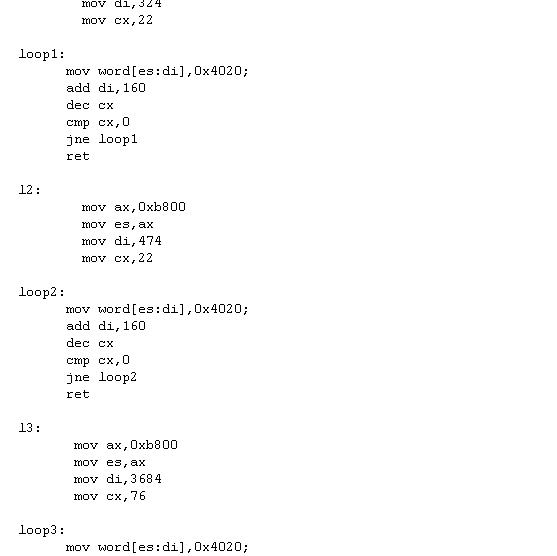 mov di,324
mov cx,22
loop1:
mov word[es:di],0x4020;
add di,160
dec cx
cmp cx,0
jne loop1
ret
l2:
mov ax,0xb800
mov es,ax
mov di,474
mov cx,22
loop2:
mov word[es:di],0x4020;
add di,160
dec cx
cmp cx,0
jne loop2
ret
l3:
mov ax,0xb800
mov es,ax
mov di,3684
mov cx,76
loop3:
mov word[es:di],0x4020;